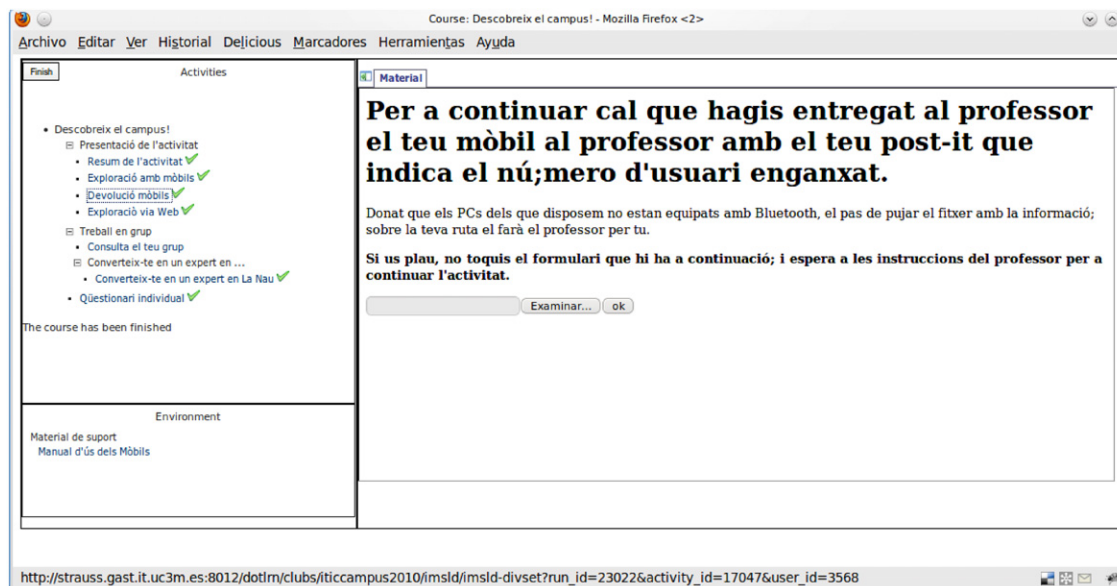 Course: Descobreix el campus! - Mozilla Firefox <2>
Archivo Editar Ver Historial Delicious Marcadores Herramientas Ayuda
Finish
Activities
Descobreix el campus!
Presentació de l'activitat
Resum de l'activitat
Exploració amb mòbils
Devolució mòbils
Exploraciò via Web
Treball en grup
Consulta el teu grup
Converteix-te en un expert en ...
Converteix-te en un expert en La Nau
Qüestionari individual
The course has been finished
Environment
Material de suport
Manual d'ús dels Mòbils
Material
Per a continuar cal que hagis entregat al professor
el teu mòbil al professor amb el teu post-it que
indica el nú;mero d'usuari enganxat.
Donat que els PCs dels que disposem no estan equipats amb Bluetooth, el pas de pujar el fitxer amb la informació;
sobre la teva ruta el farà el professor per tu.
Si us plau, no toquis el formulari que hi ha a continuació; i espera a les instruccions del professor per a
continuar l'activitat.
Examinar... ok
http://strauss.gast.it.uc3m.es:8012/dotlrn/clubs/iticcampus2010/imsld/imsld-divset?run_id=23022&activity_id=17047&user_id=3568